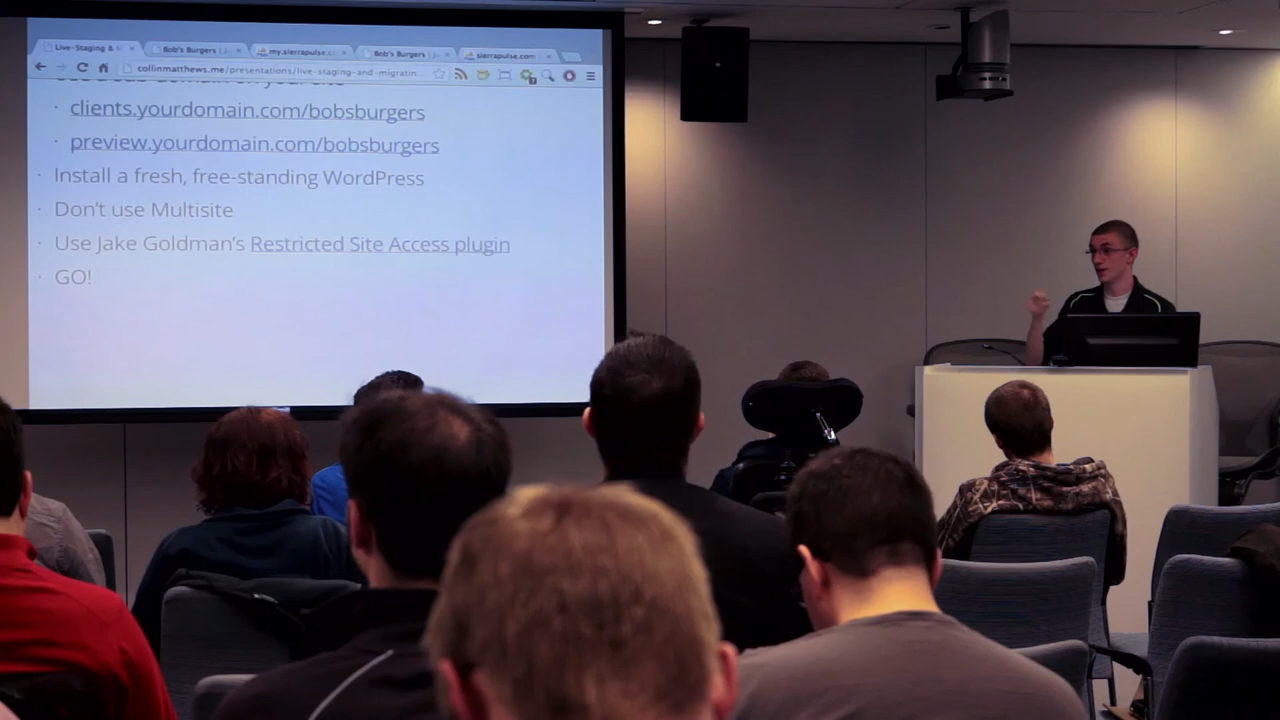 Live-Staging & M
Bob's Burgers | J
my.sierrapulse.
Bob's Burgers | J
sierrapulse.com
collinmatthews.me/presentations/live-staging-and-migratin
clients.yourdomain.com/bobsburgers
preview.yourdomain.com/bobsburgers
Install a fresh, free-standing WordPress
Don't use Multisite
Use Jake Goldman's Restricted Site Access plugin
GO!